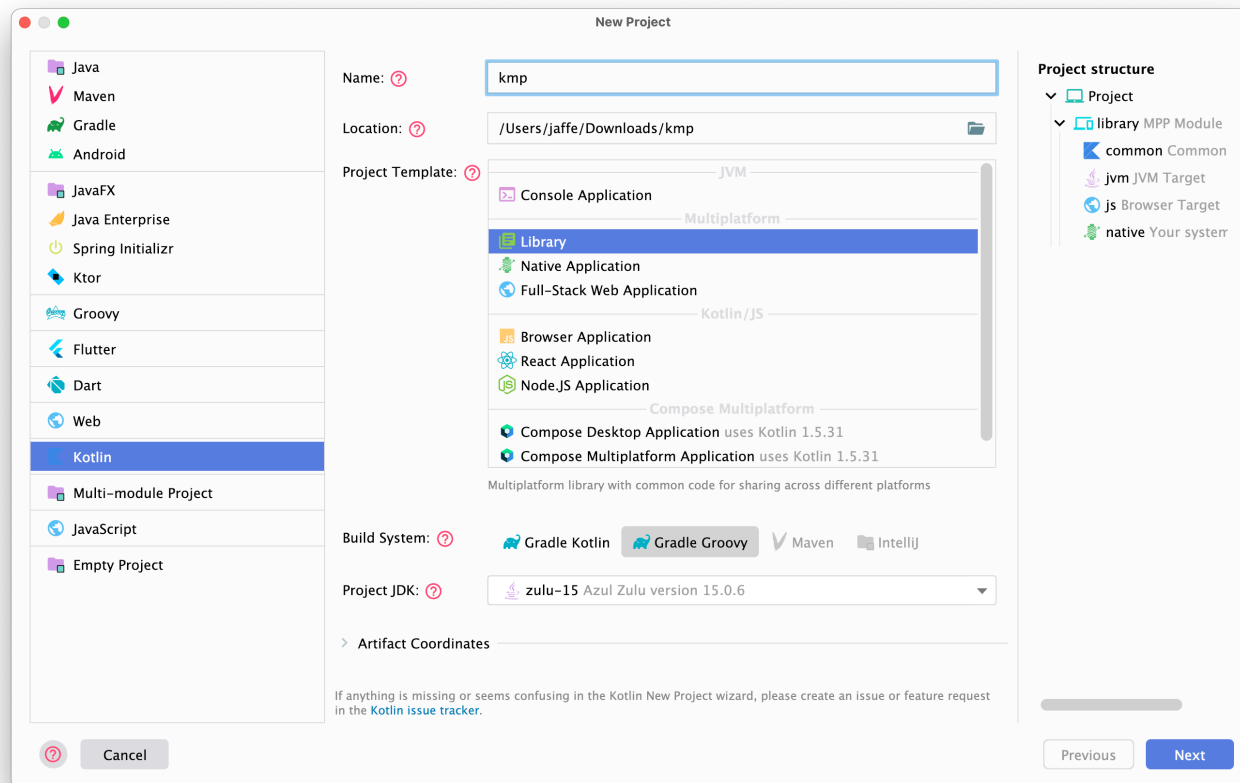 New Project
Java
Maven
Gradle
Android
JavaFX
Java Enterprise
Spring Initializr
Ktor
Groovy
Flutter
Dart
Web
Kotlin
Multi-module Project
JavaScript
Empty Project
Name: ?
kmp
Location: ?
/Users/jaffe/Downloads/kmp
Project Template: ?
JVM
Console Application
Multiplatform
Library
Native Application
Full-Stack Web Application
Kotlin/JS
JS Browser Application
React Application
JS Node.JS Application
Compose Multiplatform
Compose Desktop Application uses Kotlin 1.5.31
Compose Multiplatform Application uses Kotlin 1.5.31
Multiplatform library with common code for sharing across different platforms
Build System: ?
Gradle Kotlin Gradle Groovy Maven IntelliJ
Project JDK: ?
zulu-15 Azul Zulu version 15.0.6
Artifact Coordinates
If anything is missing or seems confusing in the Kotlin New Project wizard, please create an issue or feature request
in the Kotlin issue tracker.
Project structure
Project
library MPP Module
common Common
jvm JVM Target
js Browser Target
native Your system
? Cancel
Previous Next